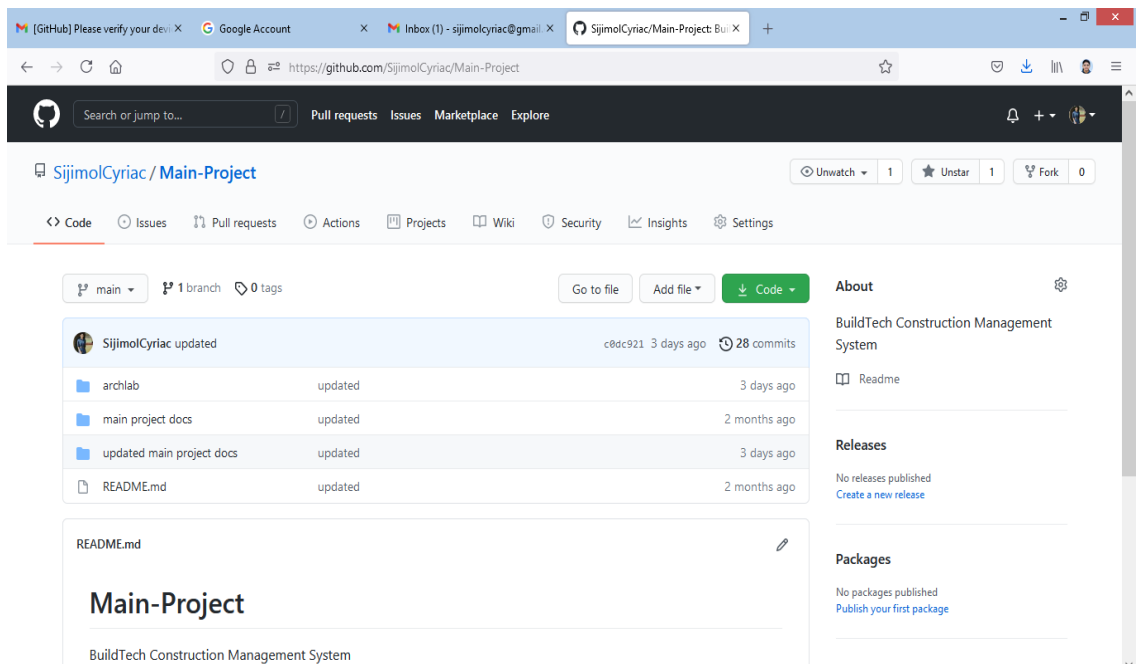 [GitHub] Please verify your devi
Google Account
Inbox (1) - sijimolcyriac@gmail.
SijimolCyriac/Main-Project: Bui
https://github.com/SijimolCyriac/Main-Project
Search or jump to...
/
Pull requests Issues Marketplace Explore
SijimolCyriac / Main-Project
Unwatch 1
Unstar 1
Fork 0
Code
Issues
Pull requests
Actions
Projects
Wiki
Security
Insights
Settings
main
1 branch
0 tags
Go to file
Add file
Code
SijimolCyriac updated c0dc921 3 days ago 28 commits
archlab updated 3 days ago
main project docs updated 2 months ago
updated main project docs updated 3 days ago
README.md updated 2 months ago
README.md
Main-Project
BuildTech Construction Management System
About
BuildTech Construction Management
System
Readme
Releases
No releases published
Create a new release
Packages
No packages published
Publish your first package